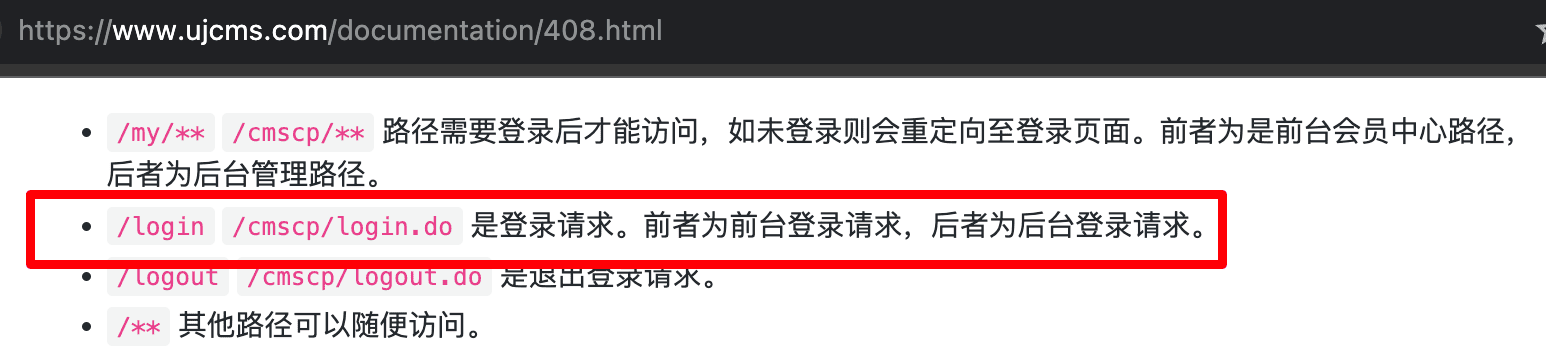 https://www.ujcms.com/documentation/408.html
/my/** /cmscp/** 路径需要登录后才能访问，如未登录则会重定向至登录页面。前者为是前台会员中心路径，
后者为后台管理路径。
/login /cmscp/login.do 是登录请求。前者为前台登录请求，后者为后台登录请求。
/logout /cmscp/logout.do 是退出登录请求。
/** 其他路径可以随便访问。